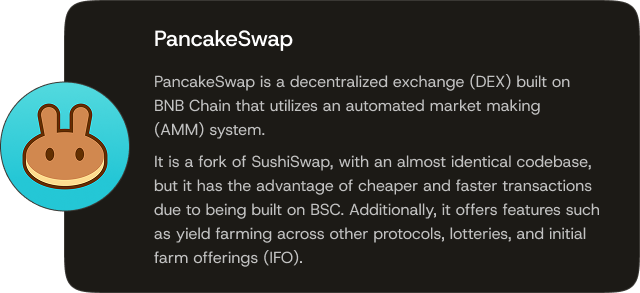 PancakeSwap
PancakeSwap is a decentralized exchange (DEX) built on
BNB Chain that utilizes an automated market making
(AMM) system.
It is a fork of SushiSwap, with an almost identical codebase,
but it has the advantage of cheaper and faster transactions
due to being built on BSC. Additionally, it offers features such
as yield farming across other protocols, lotteries, and initial
farm offerings (IFO).